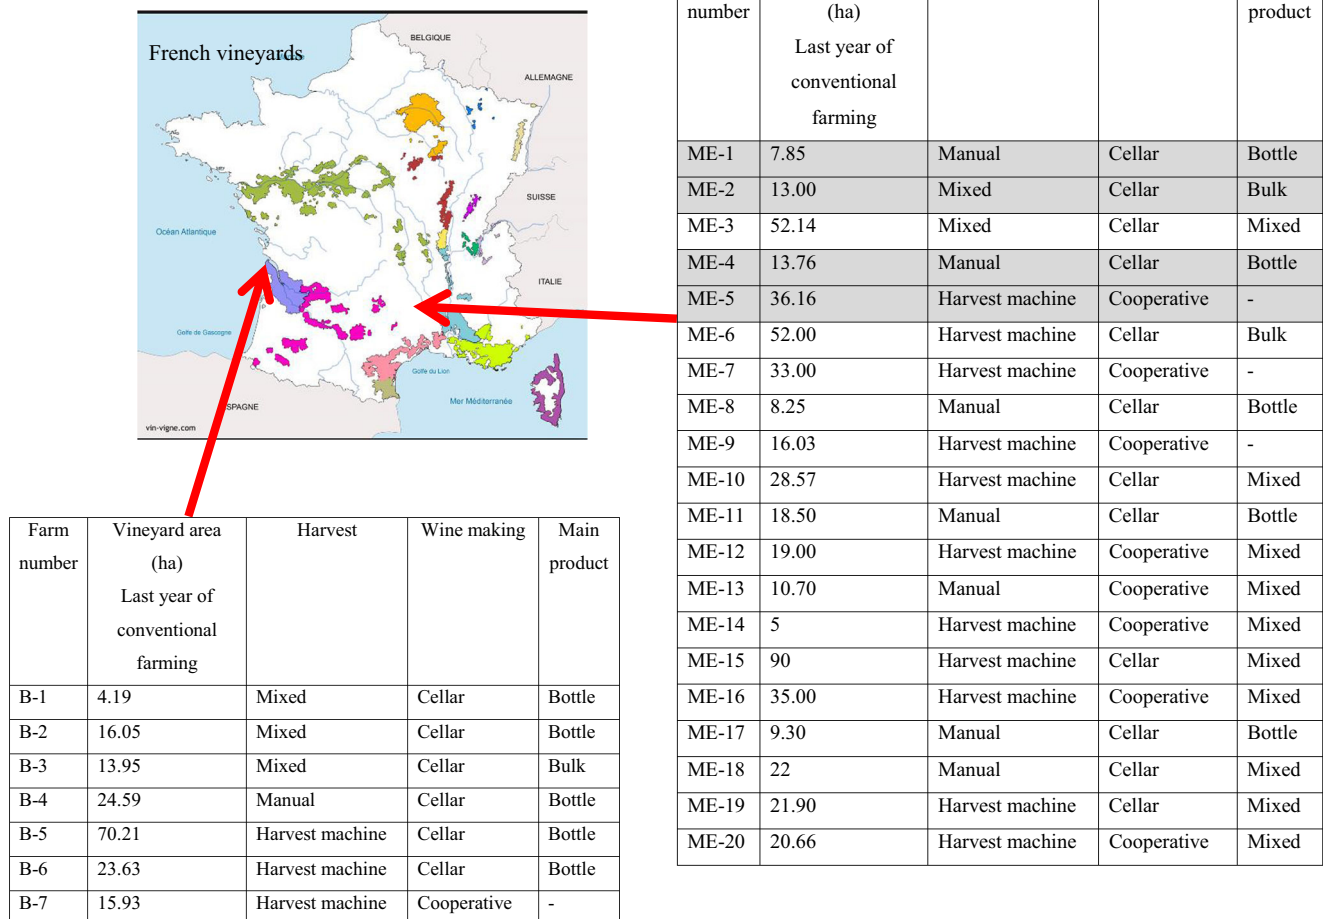 French vineyards
BELGIQUE
ALLEMAGNE
SUISSE
Océan Atlantique
ITALIE
Golfe de Gascogne
Golfe du Lion
Mer Méditerranée
SPAGNE
vin-vigne.com
Farm Vineyard area Harvest Wine making Main
number (ha) product
Last year of
conventional
farming
B-1 4.19 Mixed Cellar Bottle
B-2 16.05 Mixed Cellar Bottle
B-3 13.95 Mixed Cellar Bulk
B-4 24.59 Manual Cellar Bottle
B-5 70.21 Harvest machine Cellar Bottle
B-6 23.63 Harvest machine Cellar Bottle
B-7 15.93 Harvest machine Cooperative -
number (ha) product
Last year of
conventional
farming
ME-1 7.85 Manual Cellar Bottle
ME-2 13.00 Mixed Cellar Bulk
ME-3 52.14 Mixed Cellar Mixed
ME-4 13.76 Manual Cellar Bottle
ME-5 36.16 Harvest machine Cooperative -
ME-6 52.00 Harvest machine Cellar Bulk
ME-7 33.00 Harvest machine Cooperative -
ME-8 8.25 Manual Cellar Bottle
ME-9 16.03 Harvest machine Cooperative -
ME-10 28.57 Harvest machine Cellar Mixed
ME-11 18.50 Manual Cellar Bottle
ME-12 19.00 Harvest machine Cooperative Mixed
ME-13 10.70 Manual Cooperative Mixed
ME-14 5 Harvest machine Cooperative Mixed
ME-15 90 Harvest machine Cellar Mixed
ME-16 35.00 Harvest machine Cooperative Mixed
ME-17 9.30 Manual Cellar Bottle
ME-18 22 Manual Cellar Mixed
ME-19 21.90 Harvest machine Cellar Mixed
ME-20 20.66 Harvest machine Cooperative Mixed